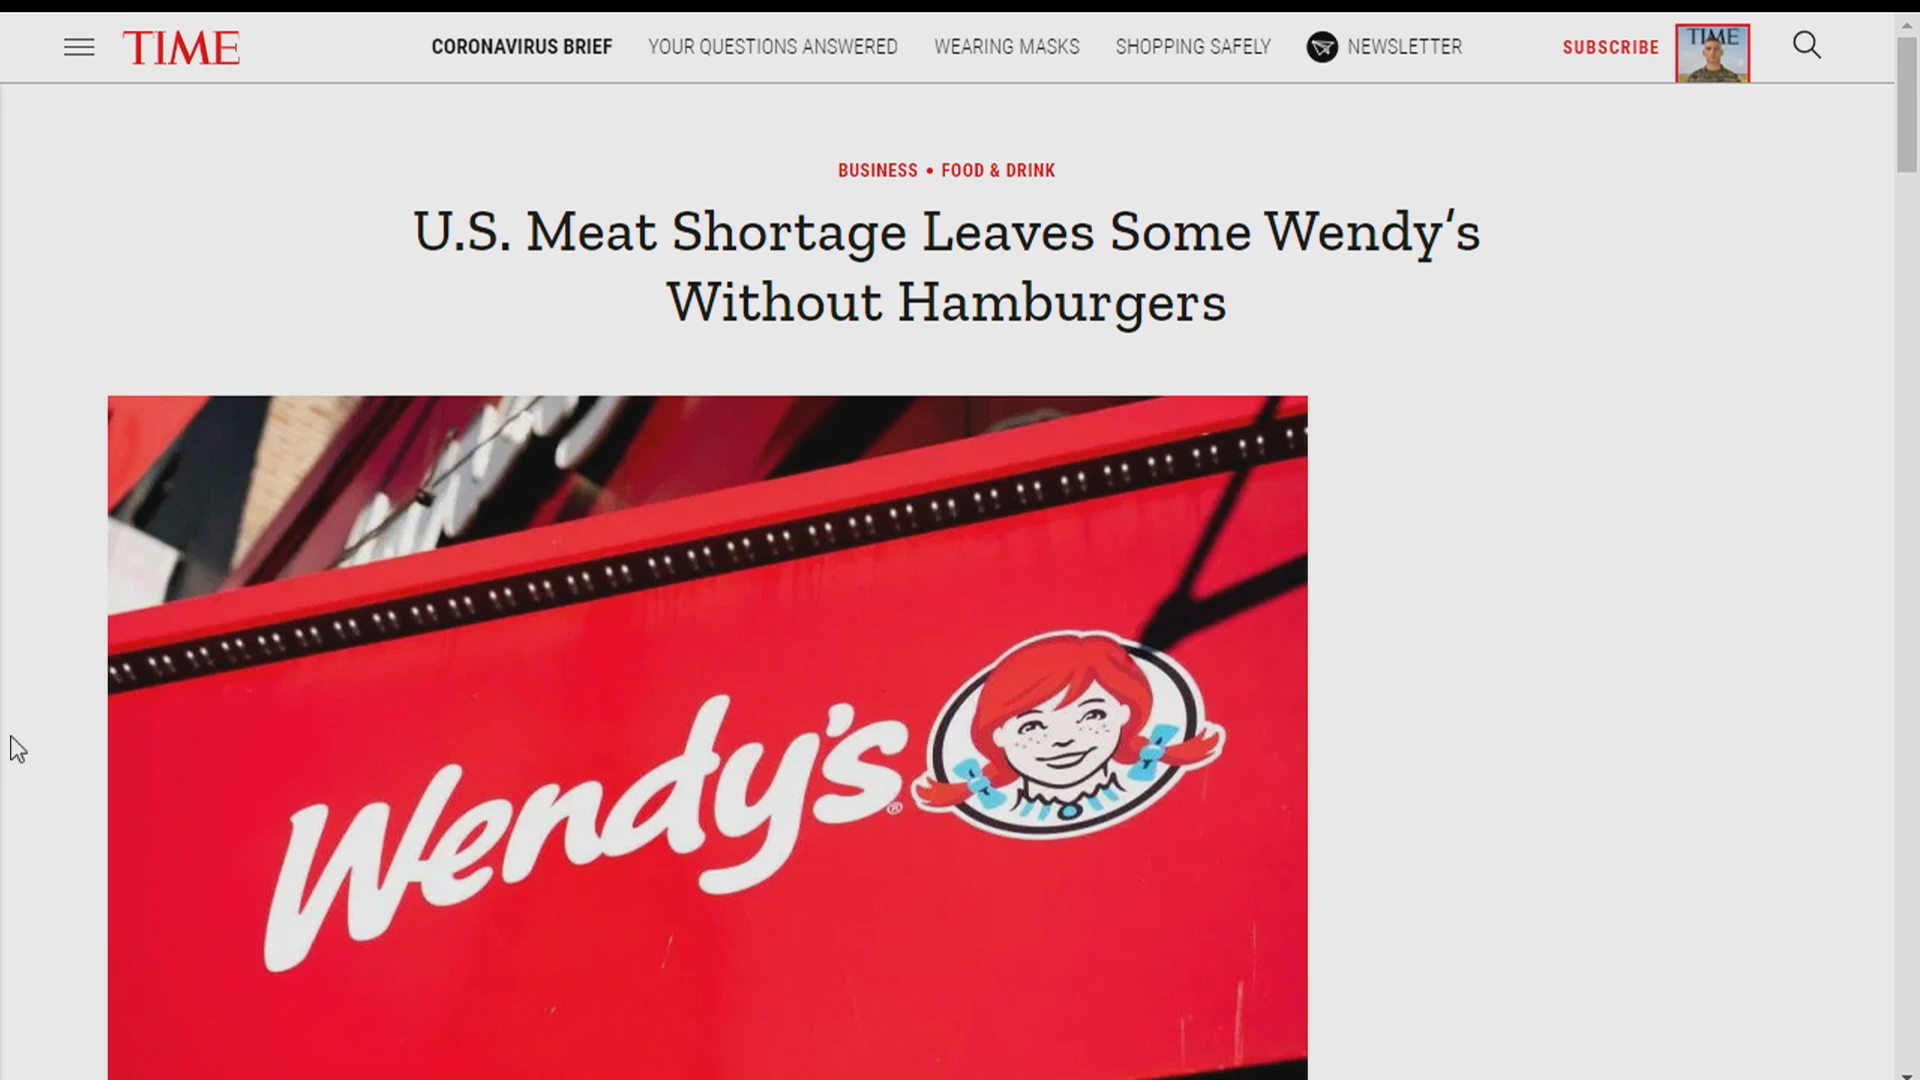 TIME
CORONAVIRUS BRIEF YOUR QUESTIONS ANSWERED WEARING MASKS SHOPPING SAFELY NEWSLETTER SUBSCRIBE
TIME
BUSINESS • FOOD & DRINK
U.S. Meat Shortage Leaves Some Wendy’s
Without Hamburgers
Wendy's®